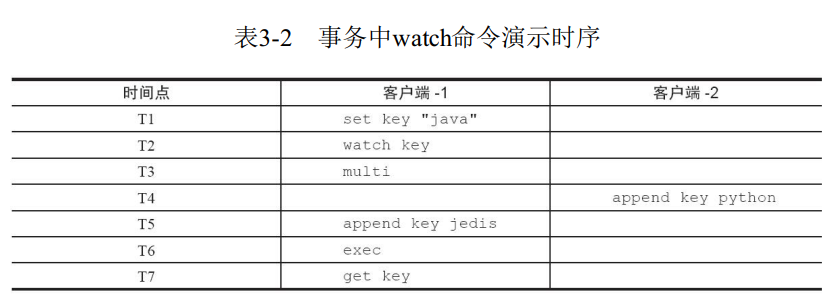 表3-2 事务中watch命令演示时序
时间点 客户端-1 客户端-2
T1 set key "java"
T2 watch key
T3 multi
T4 append key python
T5 append key jedis
T6 exec
T7 get key